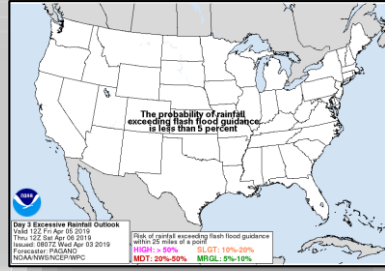 The probability of rainfall
exceeding flash flood guidance
is less than 5 percent
NOAA
Day 3 Excessive Rainfall Outlook
Valid 12Z Fri Apr 05 2019
Thru 12Z Sat Apr 06 2019
Issued: 0807Z Wed Apr 03 2019
Forecaster: PAGANO
NOAA/NWS/NCEP/WPC
Risk of rainfall exceeding flash flood guidance
within 25 miles of a point
HIGH: > 50% SLGT: 10%-20%
MDT: 20%-50% MRGL: 5%-10%